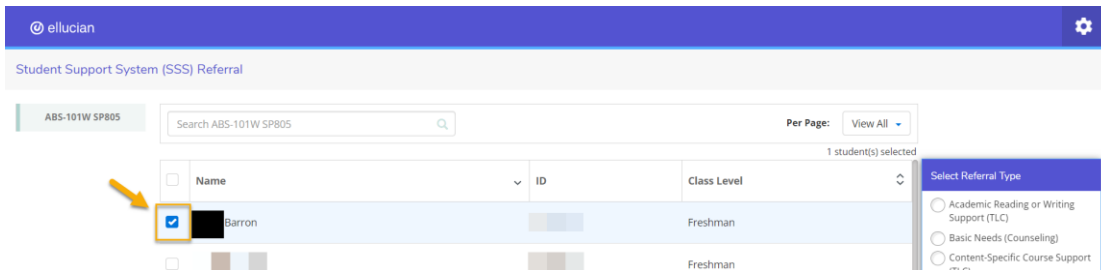 ellucian
Student Support System (SSS) Referral
ABS-101W SP805
Search ABS-101W SP805
Per Page: View All
1 student(s) selected
Name ID Class Level
Barron Freshman
Freshman
Select Referral Type
Academic Reading or Writing
Support (TLC)
Basic Needs (Counseling)
Content-Specific Course Support